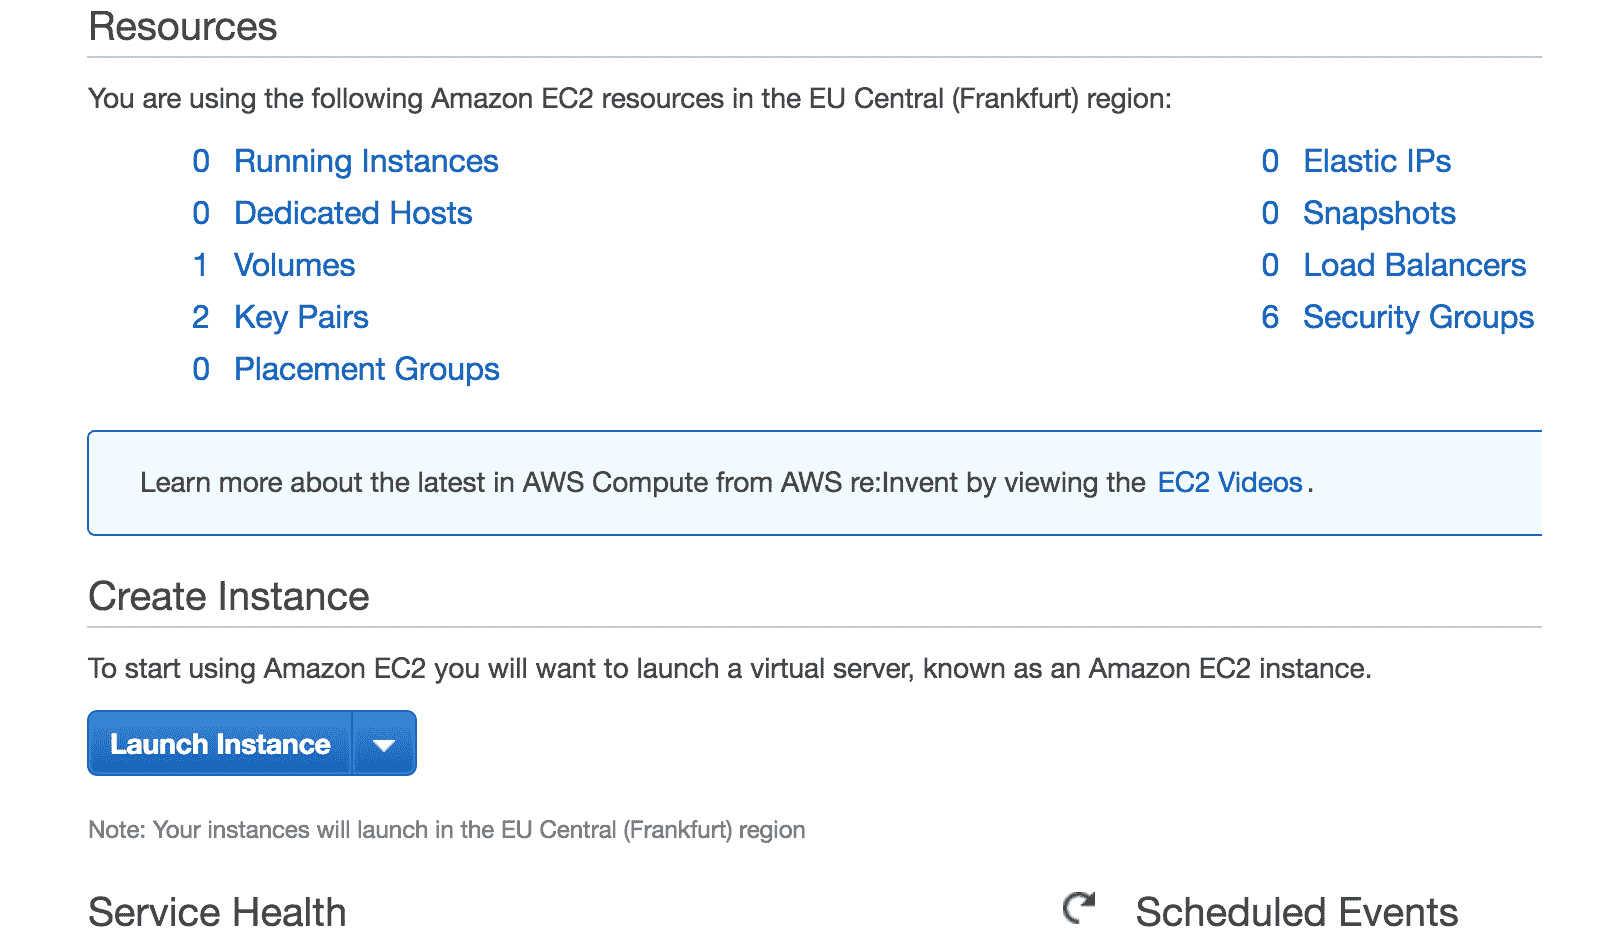 Resources
You are using the following Amazon EC2 resources in the EU Central (Frankfurt) region:
0 Running Instances
0 Elastic IPs
0 Dedicated Hosts
0 Snapshots
1 Volumes
0 Load Balancers
2 Key Pairs
6 Security Groups
0 Placement Groups
Learn more about the latest in AWS Compute from AWS re:Invent by viewing the EC2 Videos.
Create Instance
To start using Amazon EC2 you will want to launch a virtual server, known as an Amazon EC2 instance.
Launch Instance
Note: Your instances will launch in the EU Central (Frankfurt) region
Service Health
Scheduled Events